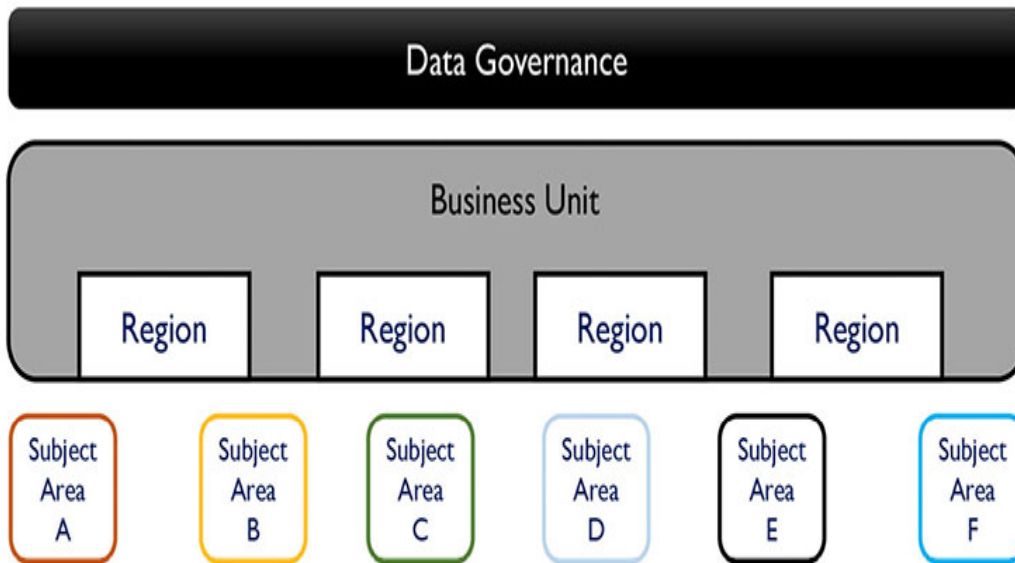 Data Governance
Business Unit
Region Region Region Region
Subject Subject Subject Subject Subject Subject
Area Area Area Area Area Area
A B C D E F